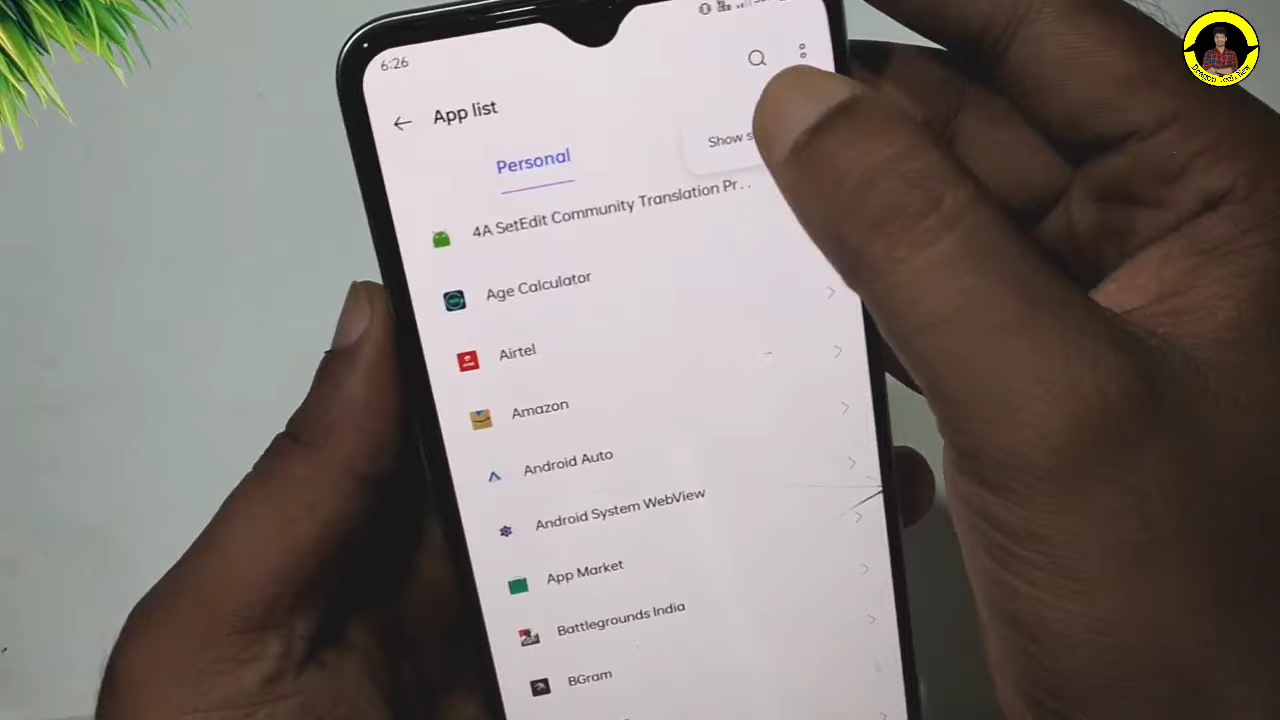 6:26
App list
Personal
Show s
4A SetEdit Community Translation Pr..
Age Calculator
Airtel
Amazon
Android Auto
Android System WebView
App Market
Battlegrounds India
BGram